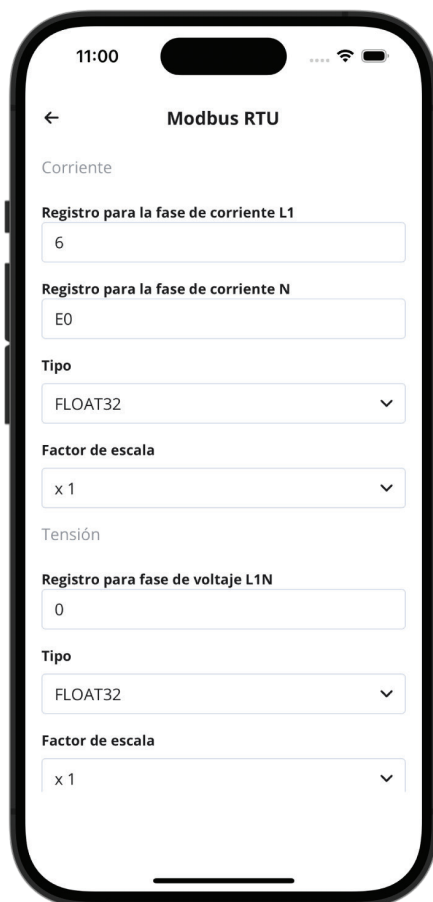 11:00
Modbus RTU
Corriente
Registro para la fase de corriente L1
6
Registro para la fase de corriente N
E0
Tipo
FLOAT32
Factor de escala
x 1
Tensión
Registro para fase de voltaje L1N
0
Tipo
FLOAT32
Factor de escala
x 1